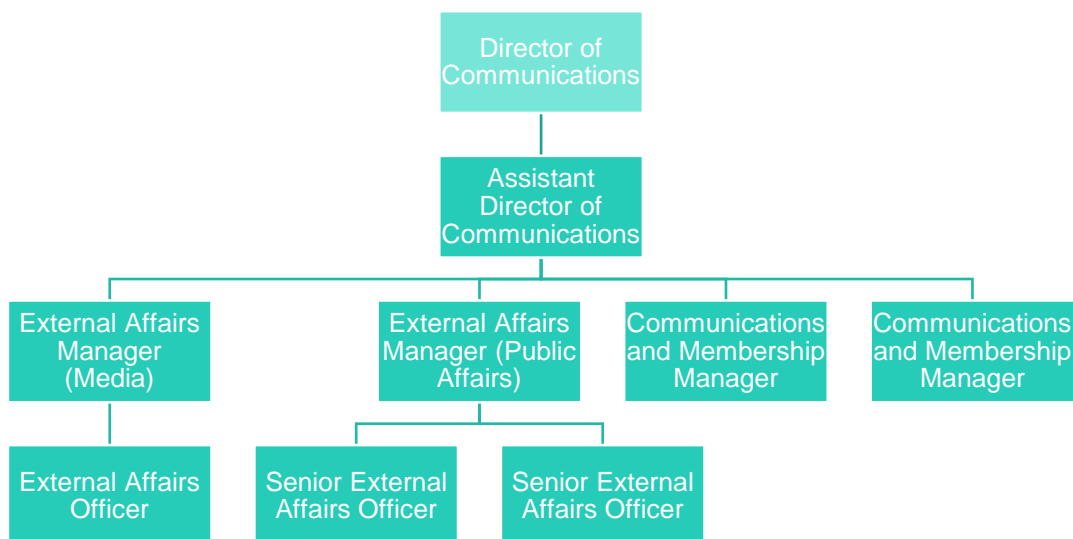 Director of
Communications
Assistant
Director of
Communications
External Affairs
Manager
(Media)
External Affairs
Manager (Public
Affairs)
Communications
and Membership
Manager
Communications
and Membership
Manager
External Affairs
Officer
Senior External
Affairs Officer
Senior External
Affairs Officer